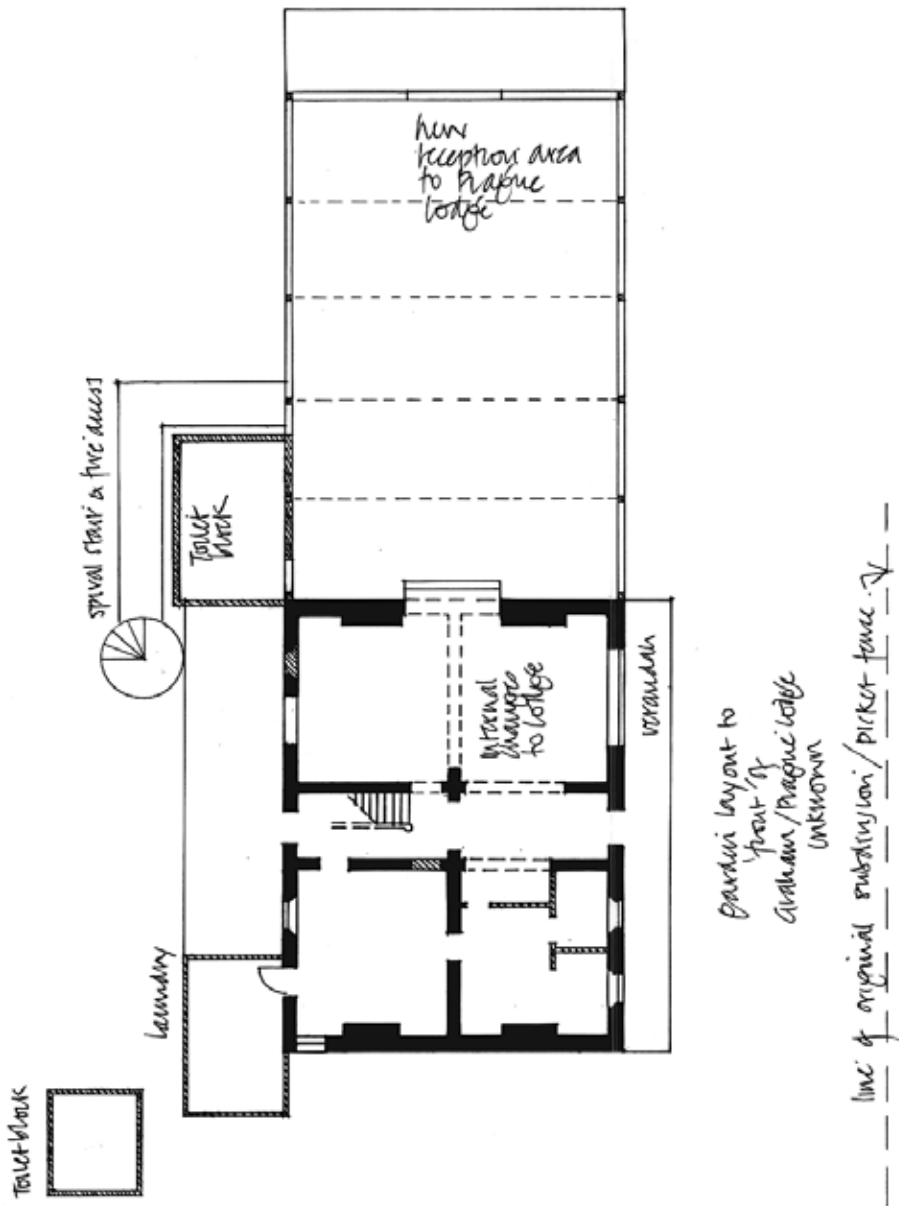 new
reception area
to Prague
Lodge
spiral stair & fire access
Toilet
block
internal
changes
to Lodge
verandah
garden layout to
front of
Graham/Prague Lodge
unknown
laundry
Toilet block
line of original subdivision/picket fence